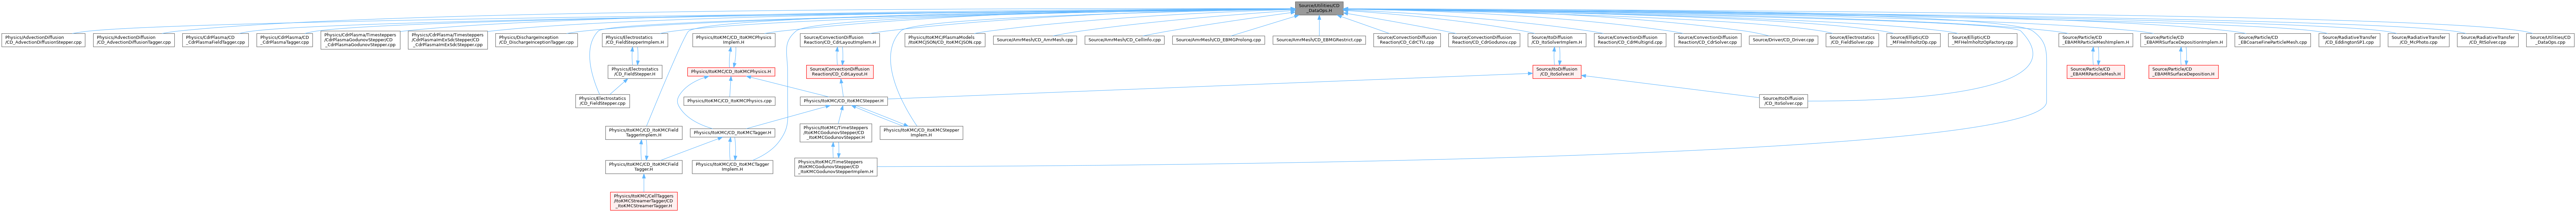 Source/Utilities/CD
_DataOps.H
Physics/AdvectionDiffusion
/CD_AdvectionDiffusionStepper.cpp
Physics/AdvectionDiffusion
/CD_AdvectionDiffusionTagger.cpp
Physics/CdrPlasma/CD
_CdrPlasmaFieldTagger.cpp
Physics/CdrPlasma/CD
_CdrPlasmaTagger.cpp
Physics/CdrPlasma/Timesteppers
/CdrPlasmaGodunovStepper/CD
_CdrPlasmaGodunovStepper.cpp
Physics/CdrPlasma/Timesteppers
/CdrPlasmaImExSdcStepper/CD
_CdrPlasmaImExSdcStepper.cpp
Physics/DischargeInception
/CD_DischargeInceptionTagger.cpp
Physics/Electrostatics
/CD_FieldStepperImplem.H
Physics/ItoKMC/CD_ItoKMCPhysics
Implem.H
Source/ConvectionDiffusion
Reaction/CD_CdrLayoutImplem.H
Physics/ItoKMC/PlasmaModels
/ItoKMCJSON/CD_ItoKMCJSON.cpp
Source/AmrMesh/CD_AmrMesh.cpp
Source/AmrMesh/CD_CellInfo.cpp
Source/AmrMesh/CD_EBMGProlong.cpp
Source/AmrMesh/CD_EBMGRestrict.cpp
Source/ConvectionDiffusion
Reaction/CD_CdrCTU.cpp
Source/ConvectionDiffusion
Reaction/CD_CdrGodunov.cpp
Source/ItoDiffusion
/CD_ItoSolverImplem.H
Source/ConvectionDiffusion
Reaction/CD_CdrMultigrid.cpp
Source/ConvectionDiffusion
Reaction/CD_CdrSolver.cpp
Source/Driver/CD_Driver.cpp
Source/Electrostatics
/CD_FieldSolver.cpp
Source/Elliptic/CD
_MFHelmholtzOp.cpp
Source/Elliptic/CD
_MFHelmholtzOpFactory.cpp
Source/Particle/CD
_EBAMRParticleMeshImplem.H
Source/Particle/CD
_EBAMRSurfaceDepositionImplem.H
Source/Particle/CD
_EBCoarseFineParticleMesh.cpp
Source/RadiativeTransfer
/CD_EddingtonSP1.cpp
Source/RadiativeTransfer
/CD_McPhoto.cpp
Source/RadiativeTransfer
/CD_RtSolver.cpp
Source/Utilities/CD
_DataOps.cpp
Physics/Electrostatics
/CD_FieldStepper.H
Physics/ItoKMC/CD_ItoKMCPhysics.H
Source/ConvectionDiffusion
Reaction/CD_CdrLayout.H
Source/ItoDiffusion
/CD_ItoSolver.H
Source/Particle/CD
_EBAMRParticleMesh.H
Source/Particle/CD
_EBAMRSurfaceDeposition.H
Physics/Electrostatics
/CD_FieldStepper.cpp
Physics/ItoKMC/CD_ItoKMCPhysics.cpp
Physics/ItoKMC/CD_ItoKMCStepper.H
Source/ItoDiffusion
/CD_ItoSolver.cpp
Physics/ItoKMC/CD_ItoKMCField
TaggerImplem.H
Physics/ItoKMC/CD_ItoKMCTagger.H
Physics/ItoKMC/TimeSteppers
/ItoKMCGodunovStepper/CD
_ItoKMCGodunovStepper.H
Physics/ItoKMC/CD_ItoKMCStepper
Implem.H
Physics/ItoKMC/CD_ItoKMCField
Tagger.H
Physics/ItoKMC/CD_ItoKMCTagger
Implem.H
Physics/ItoKMC/TimeSteppers
/ItoKMCGodunovStepper/CD
_ItoKMCGodunovStepperImplem.H
Physics/ItoKMC/CellTaggers
/ItoKMCStreamerTagger/CD
_ItoKMCStreamerTagger.H